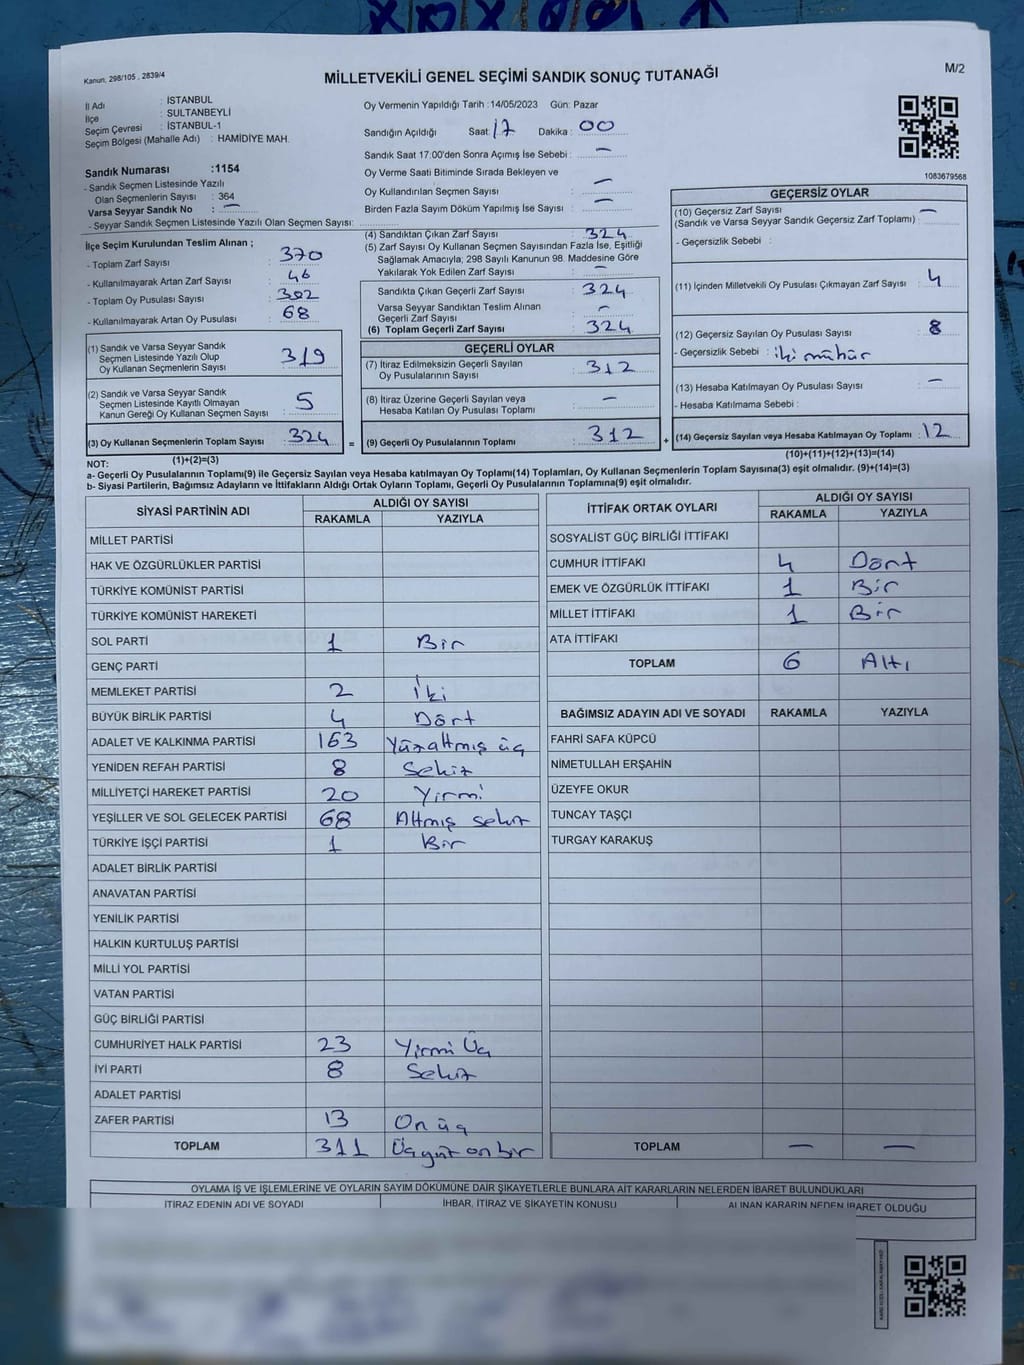 Kanun, 298/105 , 2839/4
MİLLETVEKİLİ GENEL SEÇİMİ SANDIK SONUÇ TUTANAĞI
M/2
İl Adı : İSTANBUL
İlçe : SULTANBEYLİ
Seçim Çevresi : İSTANBUL-1
Seçim Bölgesi (Mahalle Adı) : HAMİDİYE MAH.
Sandık Numarası :1154
- Sandık Seçmen Listesinde Yazılı
Olan Seçmenlerin Sayısı : 364
Varsa Seyyar Sandık No : —
- Seyyar Sandık Seçmen Listesinde Yazılı Olan Seçmen Sayısı:
İlçe Seçim Kurulundan Teslim Alınan ;
- Toplam Zarf Sayısı : 370
- Kullanılmayarak Artan Zarf Sayısı : 46
- Toplam Oy Pusulası Sayısı : 392
- Kullanılmayarak Artan Oy Pusulası : 68
(1) Sandık ve Varsa Seyyar Sandık
Seçmen Listesinde Yazılı Olup
Oy Kullanan Seçmenlerin Sayısı : 319
(2) Sandık ve Varsa Seyyar Sandık
Seçmen Listesinde Kayıtlı Olmayan
Kanun Gereği Oy Kullanan Seçmen Sayısı : 5
(3) Oy Kullanan Seçmenlerin Toplam Sayısı : 324
(1)+(2)=(3)
Oy Vermenin Yapıldığı Tarih :14/05/2023 Gün: Pazar
Sandığın Açıldığı Saat: 17 Dakika : 00
Sandık Saat 17:00'den Sonra Açımış İse Sebebi : —
Oy Verme Saati Bitiminde Sırada Bekleyen ve
Oy Kullandırılan Seçmen Sayısı : —
Birden Fazla Sayım Döküm Yapılmış İse Sayısı : —
(4) Sandıktan Çıkan Zarf Sayısı : 324
(5) Zarf Sayısı Oy Kullanan Seçmen Sayısından Fazla İse, Eşitliği
Sağlamak Amacıyla, 298 Sayılı Kanunun 98. Maddesine Göre
Yakılarak Yok Edilen Zarf Sayısı : —
Sandıkta Çıkan Geçerli Zarf Sayısı : 324
Varsa Seyyar Sandıktan Teslim Alınan
Geçerli Zarf Sayısı : —
(6) Toplam Geçerli Zarf Sayısı : 324
GEÇERLİ OYLAR
(7) İtiraz Edilmeksizin Geçerli Sayılan
Oy Pusulalarının Sayısı : 312
(8) İtiraz Üzerine Geçerli Sayılan veya
Hesaba Katılan Oy Pusulası Toplamı : —
= (9) Geçerli Oy Pusulalarının Toplamı : 312
1083679568
GEÇERSİZ OYLAR
(10) Geçersiz Zarf Sayısı : —
(Sandık ve Varsa Seyyar Sandık Geçersiz Zarf Toplamı)
- Geçersizlik Sebebi :
(11) İçinden Milletvekili Oy Pusulası Çıkmayan Zarf Sayısı : 4
(12) Geçersiz Sayılan Oy Pusulası Sayısı : 8
- Geçersizlik Sebebi : iki mühür
(13) Hesaba Katılmayan Oy Pusulası Sayısı : —
- Hesaba Katılmama Sebebi :
+ (14) Geçersiz Sayılan veya Hesaba Katılmayan Oy Toplamı : 12
(10)+(11)+(12)+(13)=(14)
NOT:
a- Geçerli Oy Pusulalarının Toplamı(9) ile Geçersiz Sayılan veya Hesaba katılmayan Oy Toplamı(14) Toplamları, Oy Kullanan Seçmenlerin Toplam Sayısına(3) eşit olmalıdır. (9)+(14)=(3)
b- Siyasi Partilerin, Bağımsız Adayların ve İttifakların Aldığı Ortak Oyların Toplamı, Geçerli Oy Pusulalarının Toplamına(9) eşit olmalıdır.
SİYASİ PARTİNİN ADI ALDIĞI OY SAYISI
RAKAMLA YAZIYLA
MİLLET PARTİSİ
HAK VE ÖZGÜRLÜKLER PARTİSİ
TÜRKİYE KOMÜNİST PARTİSİ
TÜRKİYE KOMÜNİST HAREKETİ
SOL PARTİ 1 Bir
GENÇ PARTİ
MEMLEKET PARTİSİ 2 İki
BÜYÜK BİRLİK PARTİSİ 4 Dört
ADALET VE KALKINMA PARTİSİ 163 Yüzaltmış üç
YENİDEN REFAH PARTİSİ 8 Sekiz
MİLLİYETÇİ HAREKET PARTİSİ 20 Yirmi
YEŞİLLER VE SOL GELECEK PARTİSİ 68 Altmış sekiz
TÜRKİYE İŞÇİ PARTİSİ 1 Bir
ADALET BİRLİK PARTİSİ
ANAVATAN PARTİSİ
YENİLİK PARTİSİ
HALKIN KURTULUŞ PARTİSİ
MİLLİ YOL PARTİSİ
VATAN PARTİSİ
GÜÇ BİRLİĞİ PARTİSİ
CUMHURİYET HALK PARTİSİ 23 Yirmi Üç
İYİ PARTİ 8 Sekiz
ADALET PARTİSİ
ZAFER PARTİSİ 13 On üç
TOPLAM 311 Üçyüz on bir
İTTİFAK ORTAK OYLARI ALDIĞI OY SAYISI
RAKAMLA YAZIYLA
SOSYALİST GÜÇ BİRLİĞİ İTTİFAKI
CUMHUR İTTİFAKI 4 Dört
EMEK VE ÖZGÜRLÜK İTTİFAKI 1 Bir
MİLLET İTTİFAKI 1 Bir
ATA İTTİFAKI
TOPLAM 6 Altı
BAĞIMSIZ ADAYIN ADI VE SOYADI RAKAMLA YAZIYLA
FAHRİ SAFA KÜPCÜ
NİMETULLAH ERŞAHİN
ÜZEYFE OKUR
TUNCAY TAŞÇI
TURGAY KARAKUŞ
TOPLAM — —
OYLAMA İŞ VE İŞLEMLERİNE VE OYLARIN SAYIM DÖKÜMÜNE DAİR ŞİKAYETLERLE BUNLARA AİT KARARLARIN NELERDEN İBARET BULUNDUKLARI
İTİRAZ EDENİN ADI VE SOYADI İHBAR, İTİRAZ VE ŞİKAYETİN KONUSU ALINAN KARARIN NEDEN İBARET OLDUĞU